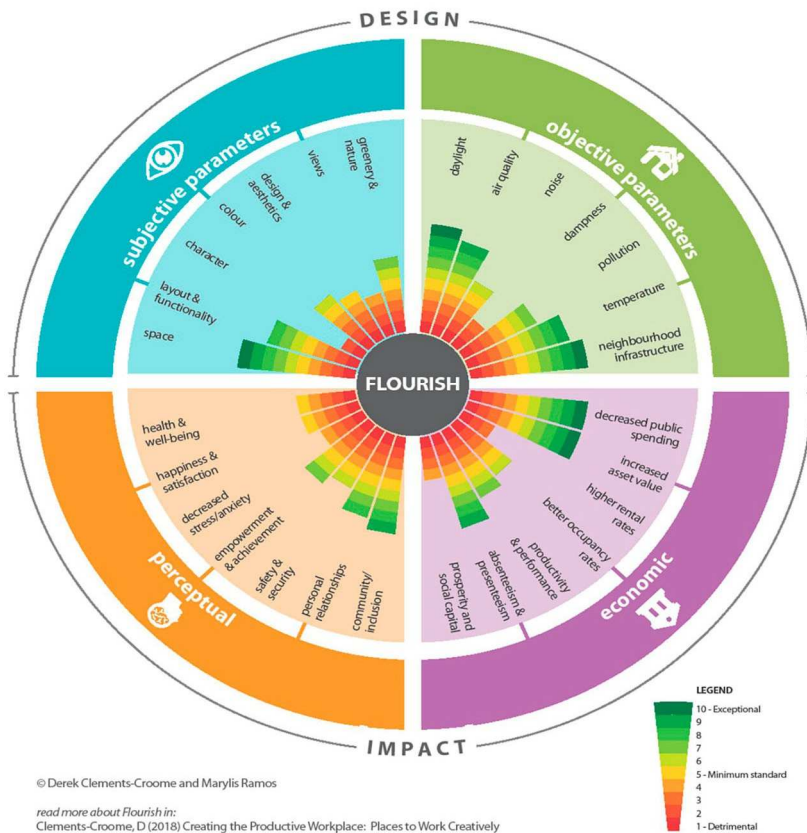 DESIGN
subjective parameters
greenery &
nature
views
design &
aesthetics
colour
character
layout &
functionality
space
objective parameters
daylight
air quality
noise
dampness
pollution
temperature
neighbourhood
infrastructure
FLOURISH
perceptual
health &
well-being
happiness &
satisfaction
decreased
stress/anxiety
empowerment
& achievement
safety &
security
personal
relationships
community/
inclusion
economic
decreased public
spending
increased
asset value
higher rental
rates
better occupancy
rates
productivity
& performance
absenteeism &
presenteeism
prosperity and
social capital
IMPACT
LEGEND
10 - Exceptional
9
8
7
6
5 - Minimum standard
4
3
2
1 - Detrimental
© Derek Clements-Croome and Marylis Ramos
read more about Flourish in:
Clements-Croome, D (2018) Creating the Productive Workplace: Places to Work Creatively